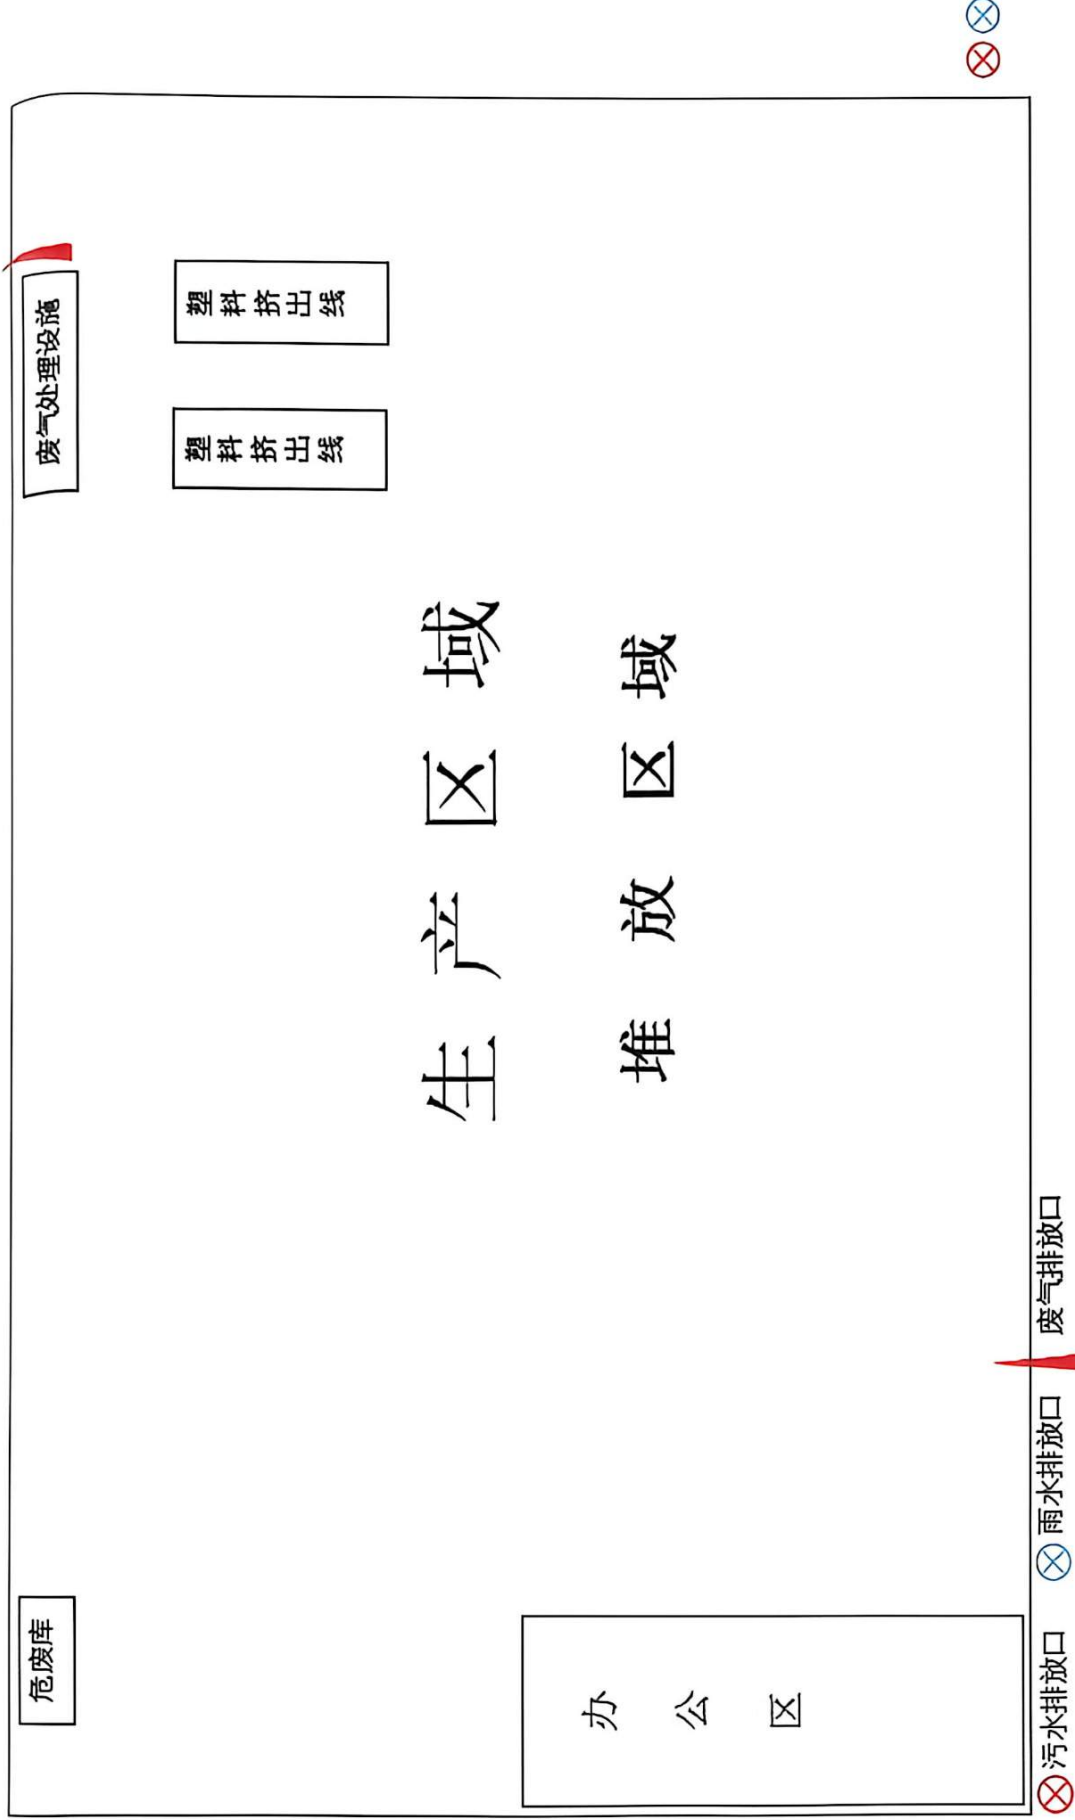 危废库
废气处理设施
塑料挤出线
塑料挤出线
生产区域
堆放区域
办公区
污水排放口
雨水排放口
废气排放口